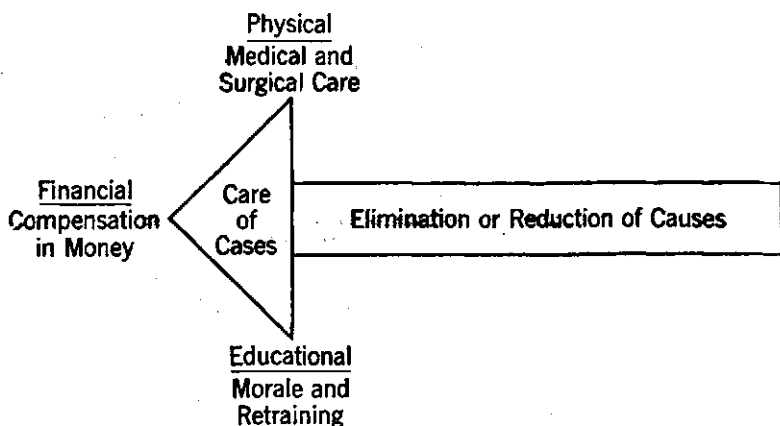 Physical
Medical and
Surgical Care
Financial
Compensation
in Money
Care
of
Cases
Elimination or Reduction of Causes
Educational
Morale and
Retraining